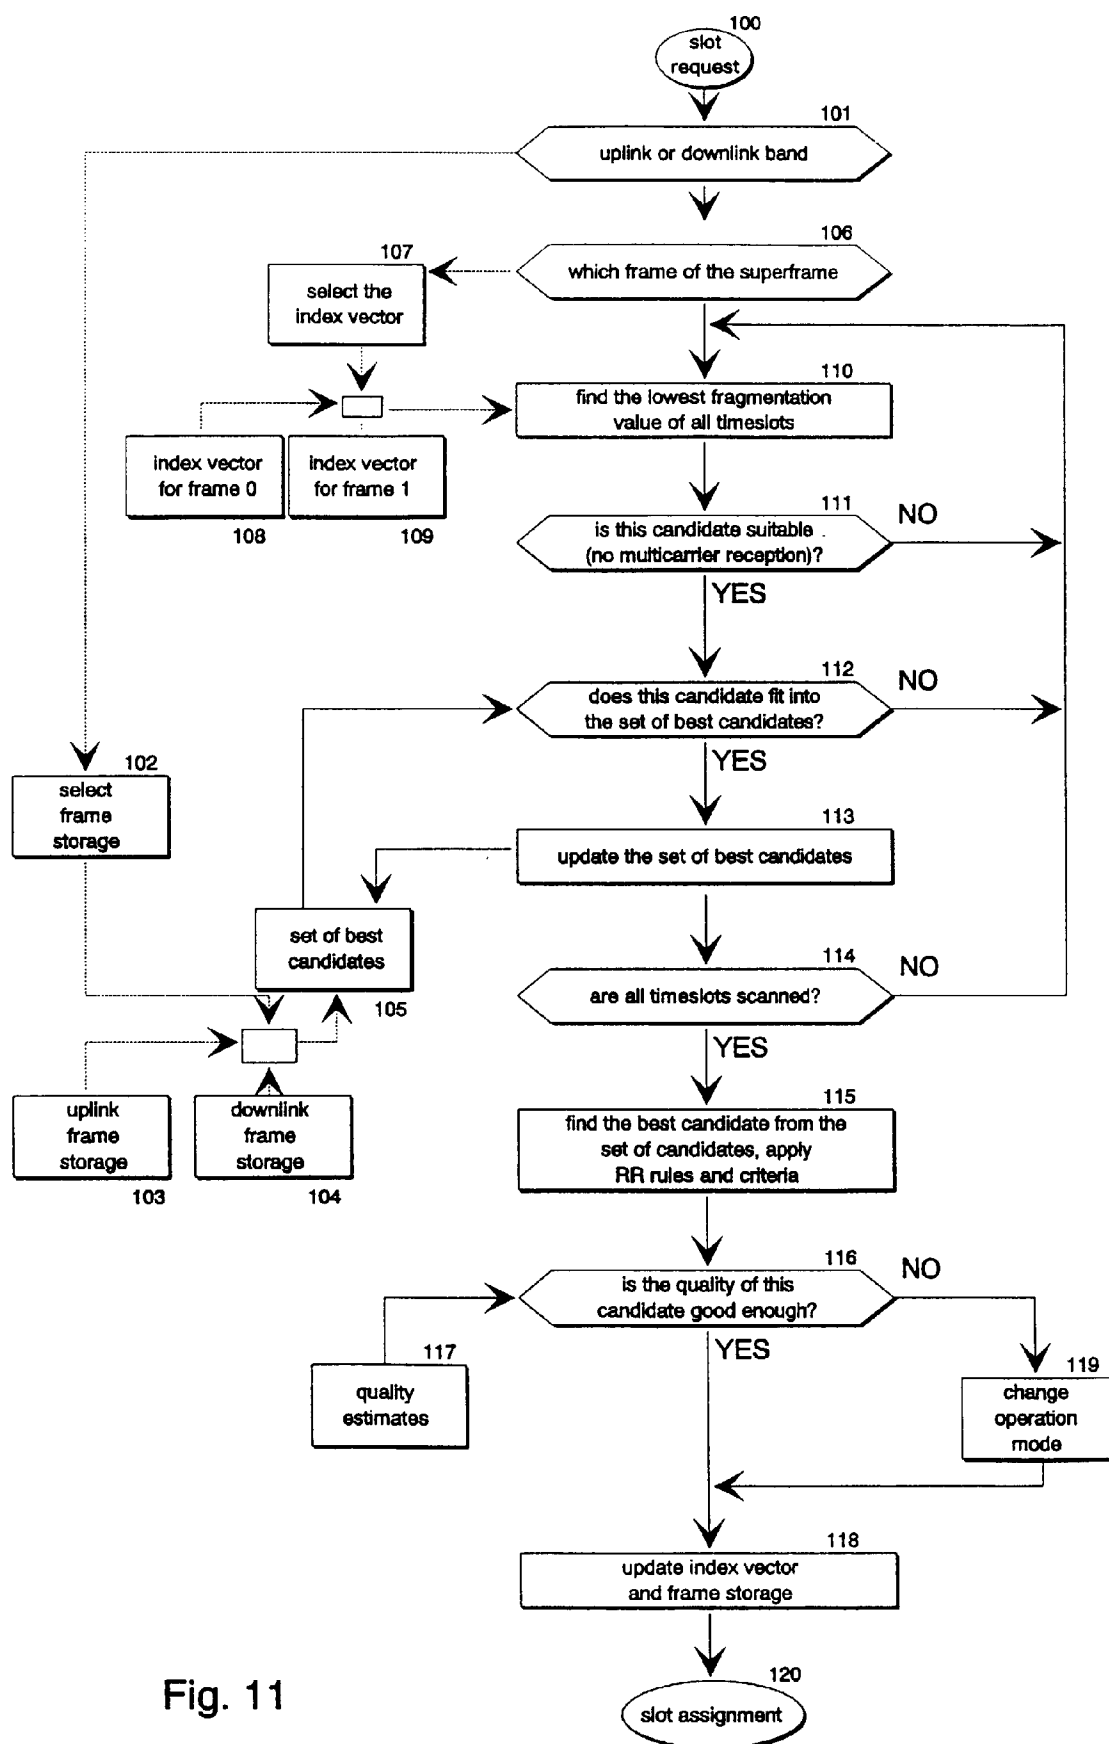 100
slot
request
101
uplink or downlink band
106
which frame of the superframe
107
select the
index vector
110
find the lowest fragmentation
value of all timeslots
index vector
for frame 0
108
index vector
for frame 1
109
111
is this candidate suitable
(no multicarrier reception)?
NO
YES
112
does this candidate fit into
the set of best candidates?
NO
YES
102
select
frame
storage
113
update the set of best candidates
set of best
candidates
105
114
are all timeslots scanned?
NO
YES
uplink
frame
storage
103
downlink
frame
storage
104
115
find the best candidate from the
set of candidates, apply
RR rules and criteria
116
is the quality of this
candidate good enough?
NO
YES
117
quality
estimates
119
change
operation
mode
118
update index vector
and frame storage
120
slot assignment
Fig. 11